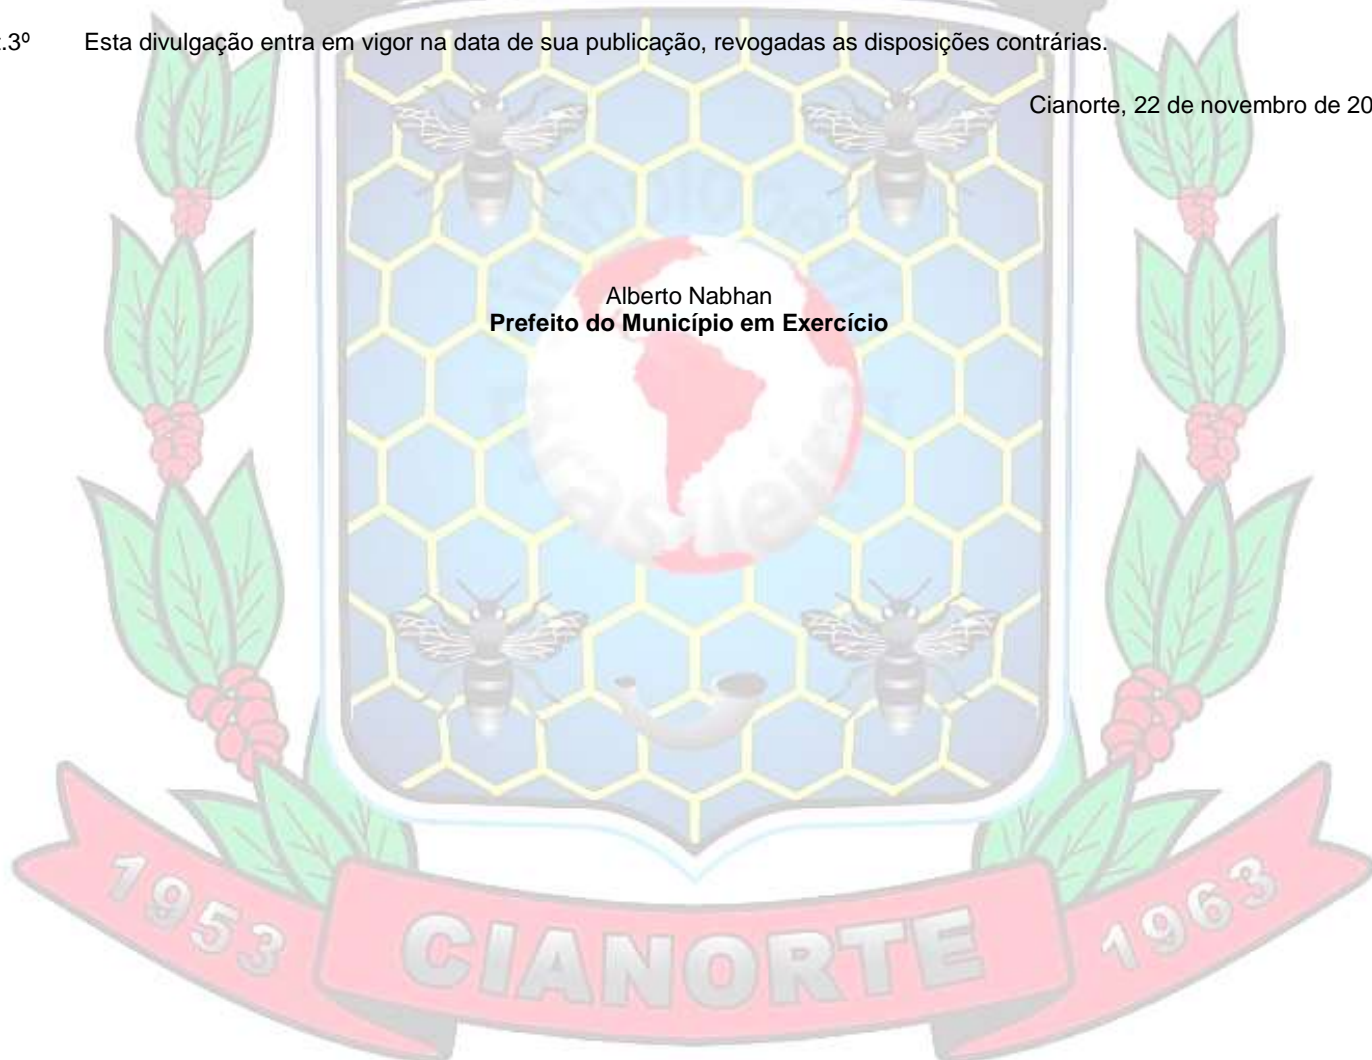 .3º Esta divulgação entra em vigor na data de sua publicação, revogadas as disposições contrárias.
Cianorte, 22 de novembro de 20
Alberto Nabhan
Prefeito do Município em Exercício
1953 CIANORTE 1963